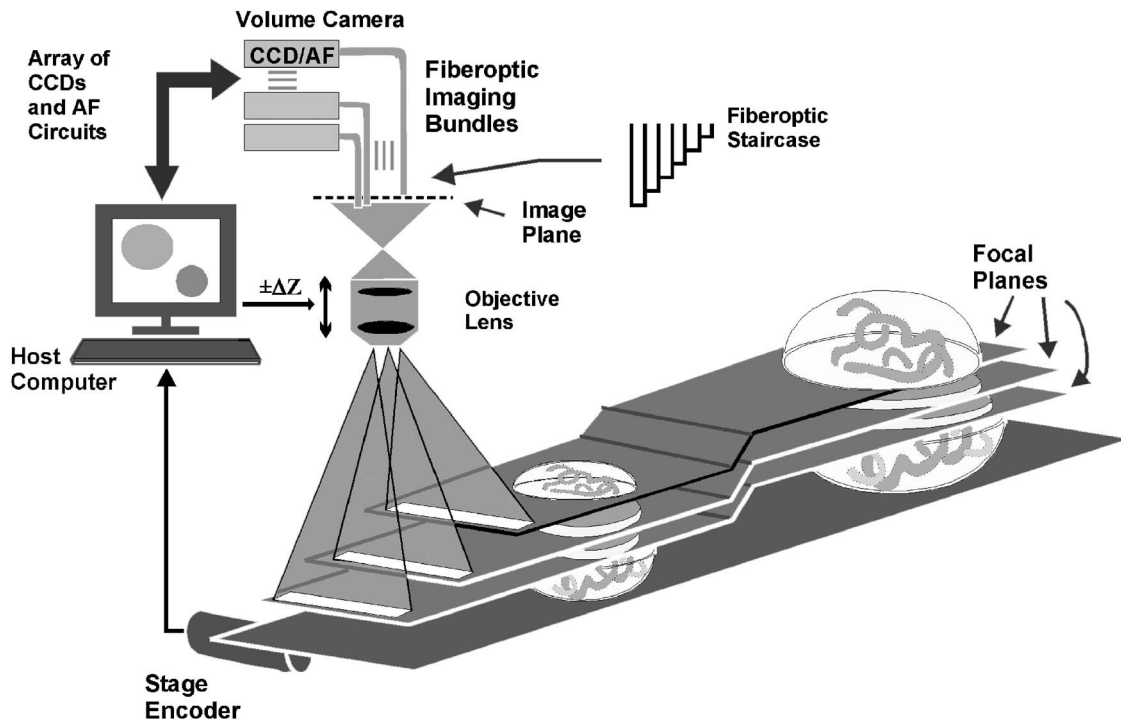 Volume Camera
Array of
CCDs
and AF
Circuits
CCD/AF
Fiberoptic
Imaging
Bundles
Fiberoptic
Staircase
Image
Plane
±ΔZ
Objective
Lens
Focal
Planes
Host
Computer
Stage
Encoder